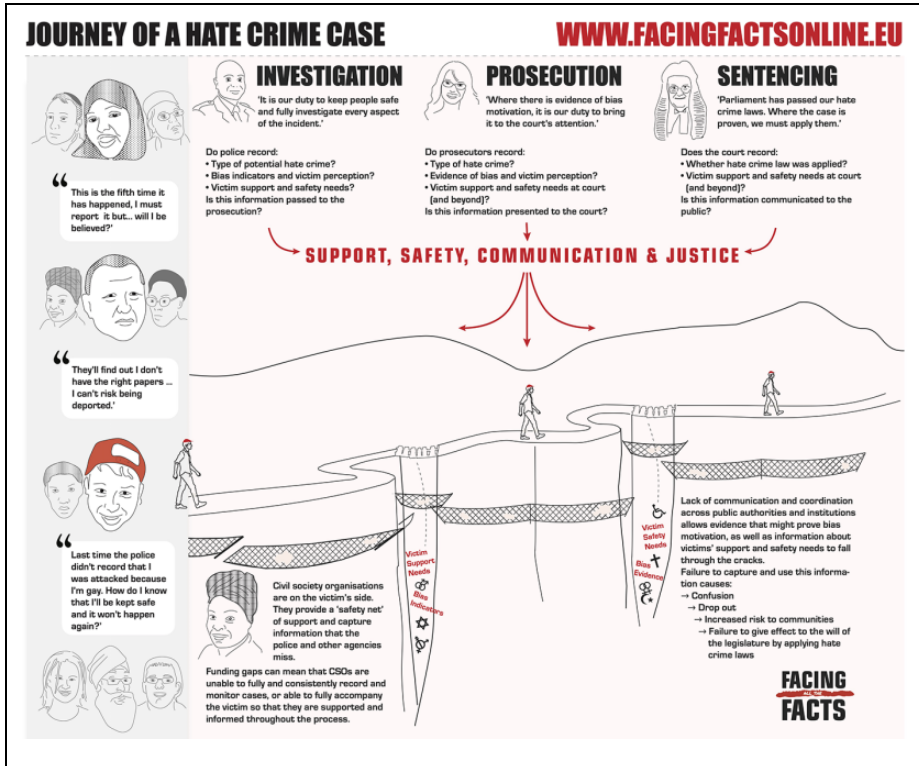 JOURNEY OF A HATE CRIME CASE
WWW.FACINGFACTSONLINE.EU
“
This is the fifth time it
has happened, I must
report it but... will I be
believed?’
“
They’ll find out I don’t
have the right papers ...
I can’t risk being
deported.’
“
Last time the police
didn’t record that I
was attacked because
I’m gay. How do I know
that I’ll be kept safe
and it won’t happen
again?’
INVESTIGATION
‘It is our duty to keep people safe
and fully investigate every aspect
of the incident.’
Do police record:
• Type of potential hate crime?
• Bias indicators and victim perception?
• Victim support and safety needs?
Is this information passed to the
prosecution?
PROSECUTION
‘Where there is evidence of bias
motivation, it is our duty to bring
it to the court’s attention.’
Do prosecutors record:
• Type of hate crime?
• Evidence of bias and victim perception?
• Victim support and safety needs at court
(and beyond)?
Is this information presented to the court?
SENTENCING
‘Parliament has passed our hate
crime laws. Where the case is
proven, we must apply them.’
Does the court record:
• Whether hate crime law was applied?
• Victim support and safety needs at court
(and beyond)?
Is this information communicated to the
public?
SUPPORT, SAFETY, COMMUNICATION & JUSTICE
Victim
Support
Needs
Bias
Indicators
Victim
Safety
Needs
Bias
Evidence
Civil society organisations
are on the victim’s side.
They provide a ‘safety net’
of support and capture
information that the
police and other agencies
miss.
Funding gaps can mean that CSOs are
unable to fully and consistently record and
monitor cases, or able to fully accompany
the victim so that they are supported and
informed throughout the process.
Lack of communication and coordination
across public authorities and institutions
allows evidence that might prove bias
motivation, as well as information about
victims’ support and safety needs to fall
through the cracks.
Failure to capture and use this informa-
tion causes:
→ Confusion
→ Drop out
→ Increased risk to communities
→ Failure to give effect to the will of
the legislature by applying hate
crime laws
FACING
ALL THE
FACTS